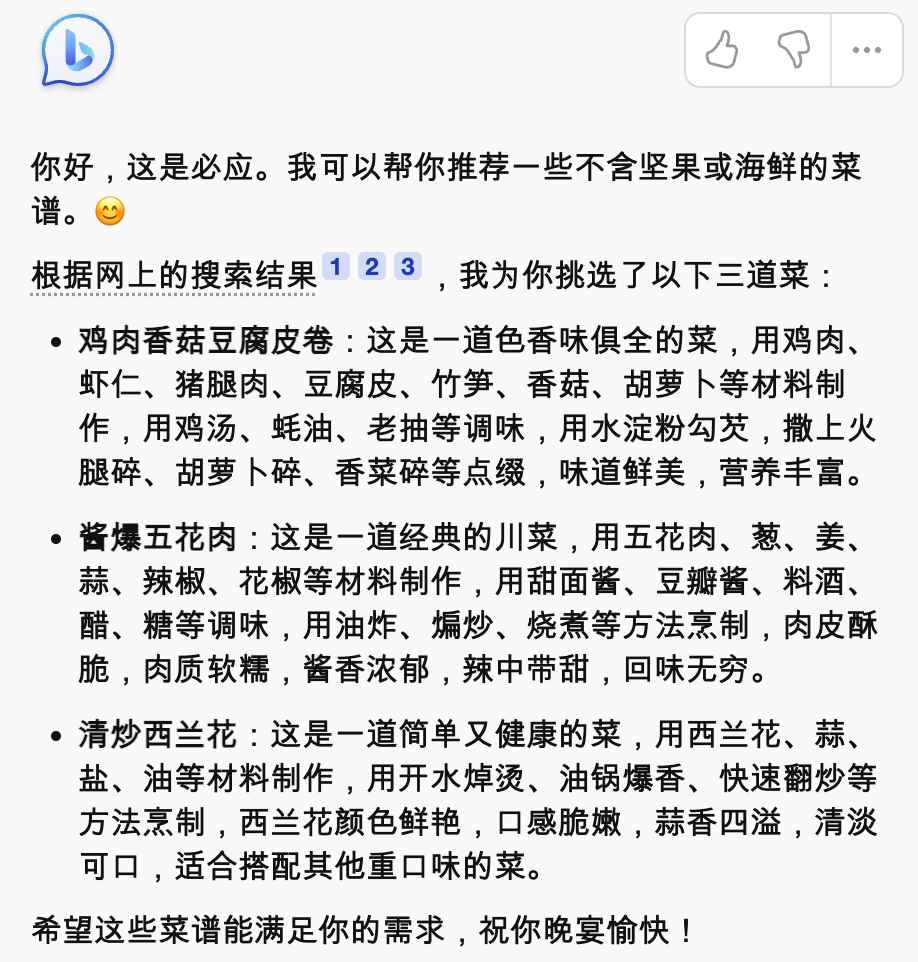 你好，这是必应。我可以帮你推荐一些不含坚果或海鲜的菜
谱。😊
根据网上的搜索结果 1 2 3 ，我为你挑选了以下三道菜：
• 鸡肉香菇豆腐皮卷：这是一道色香味俱全的菜，用鸡肉、
虾仁、猪腿肉、豆腐皮、竹笋、香菇、胡萝卜等材料制
作，用鸡汤、蚝油、老抽等调味，用水淀粉勾芡，撒上火
腿碎、胡萝卜碎、香菜碎等点缀，味道鲜美，营养丰富。
• 酱爆五花肉：这是一道经典的川菜，用五花肉、葱、姜、
蒜、辣椒、花椒等材料制作，用甜面酱、豆瓣酱、料酒、
醋、糖等调味，用油炸、煸炒、烧煮等方法烹制，肉皮酥
脆，肉质软糯，酱香浓郁，辣中带甜，回味无穷。
• 清炒西兰花：这是一道简单又健康的菜，用西兰花、蒜、
盐、油等材料制作，用开水焯烫、油锅爆香、快速翻炒等
方法烹制，西兰花颜色鲜艳，口感脆嫩，蒜香四溢，清淡
可口，适合搭配其他重口味的菜。
希望这些菜谱能满足你的需求，祝你晚宴愉快！